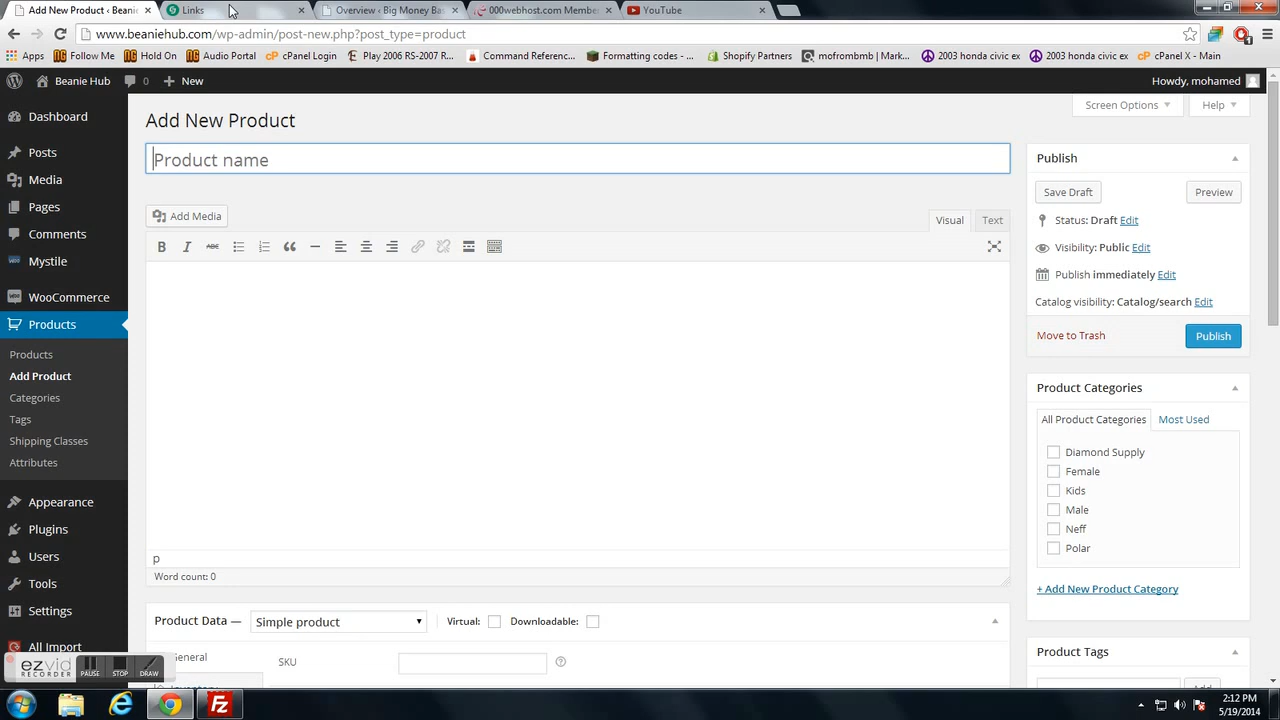 Add New Product ‹ Beanie
Links
Overview ‹ Big Money Ba
000webhost.com Membe
YouTube
www.beaniehub.com/wp-admin/post-new.php?post_type=product
Apps
Follow Me
Hold On
Audio Portal
cPanel Login
Play 2006 RS-2007 R...
Command Referenc...
Formatting codes - ...
Shopify Partners
mofrombmb | Mark...
2003 honda civic ex
2003 honda civic ex
cPanel X - Main
Beanie Hub
0
New
Howdy, mohamed
Screen Options
Help
Dashboard
Posts
Media
Pages
Comments
Mystile
WooCommerce
Products
Products
Add Product
Categories
Tags
Shipping Classes
Attributes
Appearance
Plugins
Users
Tools
Settings
All Import
Add New Product
Product name
Add Media
Visual
Text
B
I
ABC
p
Word count: 0
Product Data —
Simple product
Virtual:
Downloadable:
General
SKU
Inventory
Publish
Save Draft
Preview
Status: Draft Edit
Visibility: Public Edit
Publish immediately Edit
Catalog visibility: Catalog/search Edit
Move to Trash
Publish
Product Categories
All Product Categories
Most Used
Diamond Supply
Female
Kids
Male
Neff
Polar
+ Add New Product Category
Product Tags
Add
ezvid
RECORDER
PAUSE
STOP
DRAW
2:12 PM
5/19/2014